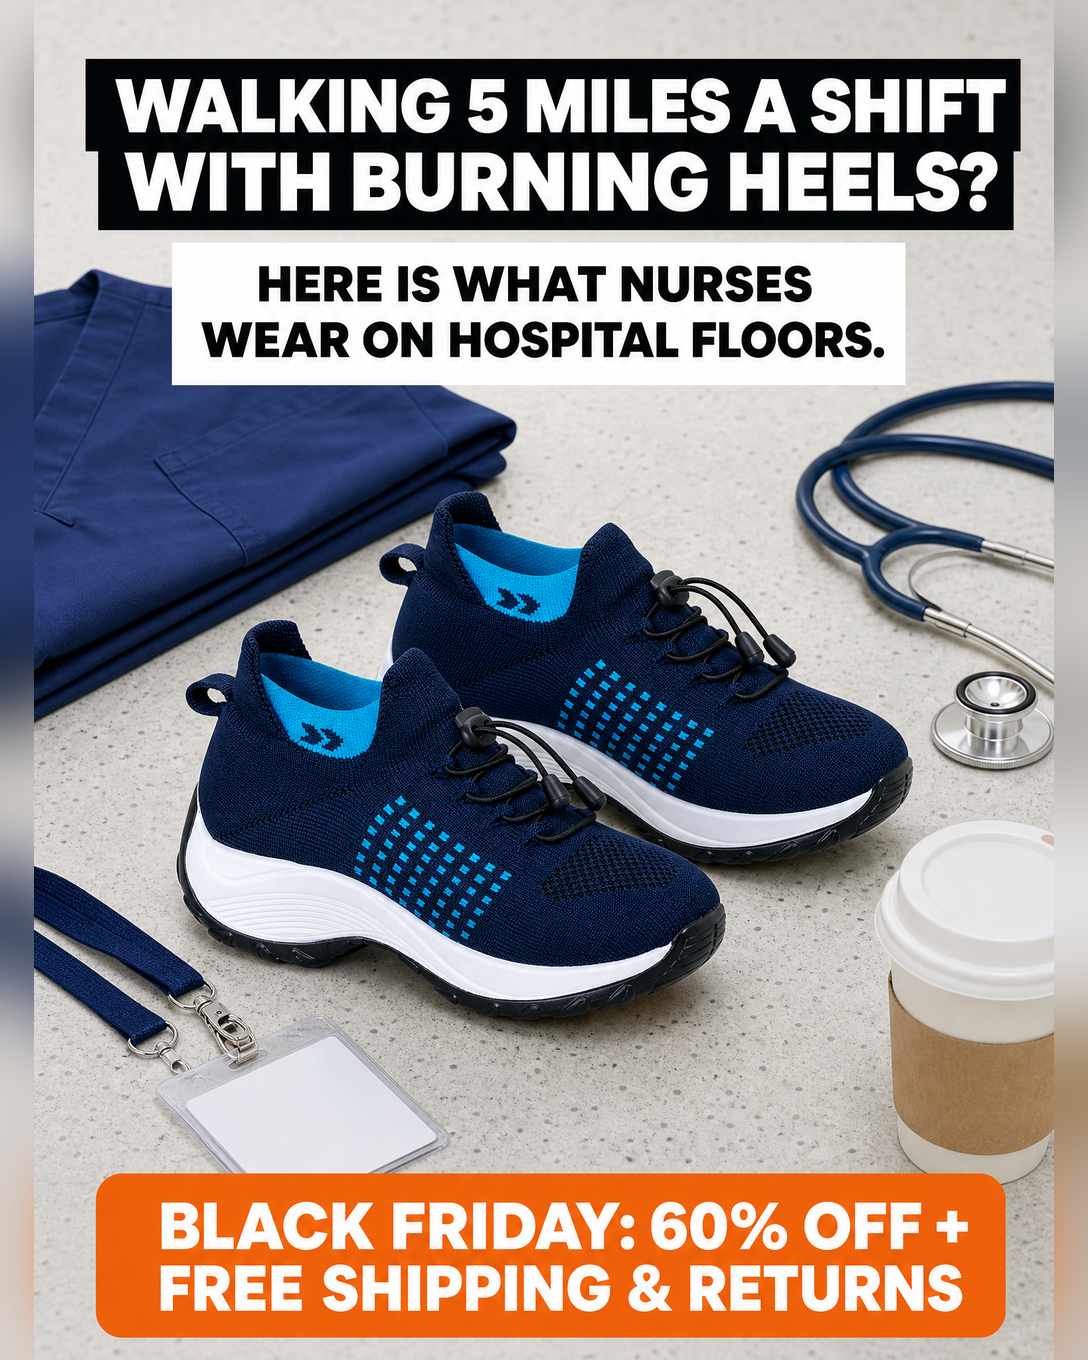 WALKING 5 MILES A SHIFT
WITH BURNING HEELS?
HERE IS WHAT NURSES
WEAR ON HOSPITAL FLOORS.
BLACK FRIDAY: 60% OFF +
FREE SHIPPING & RETURNS